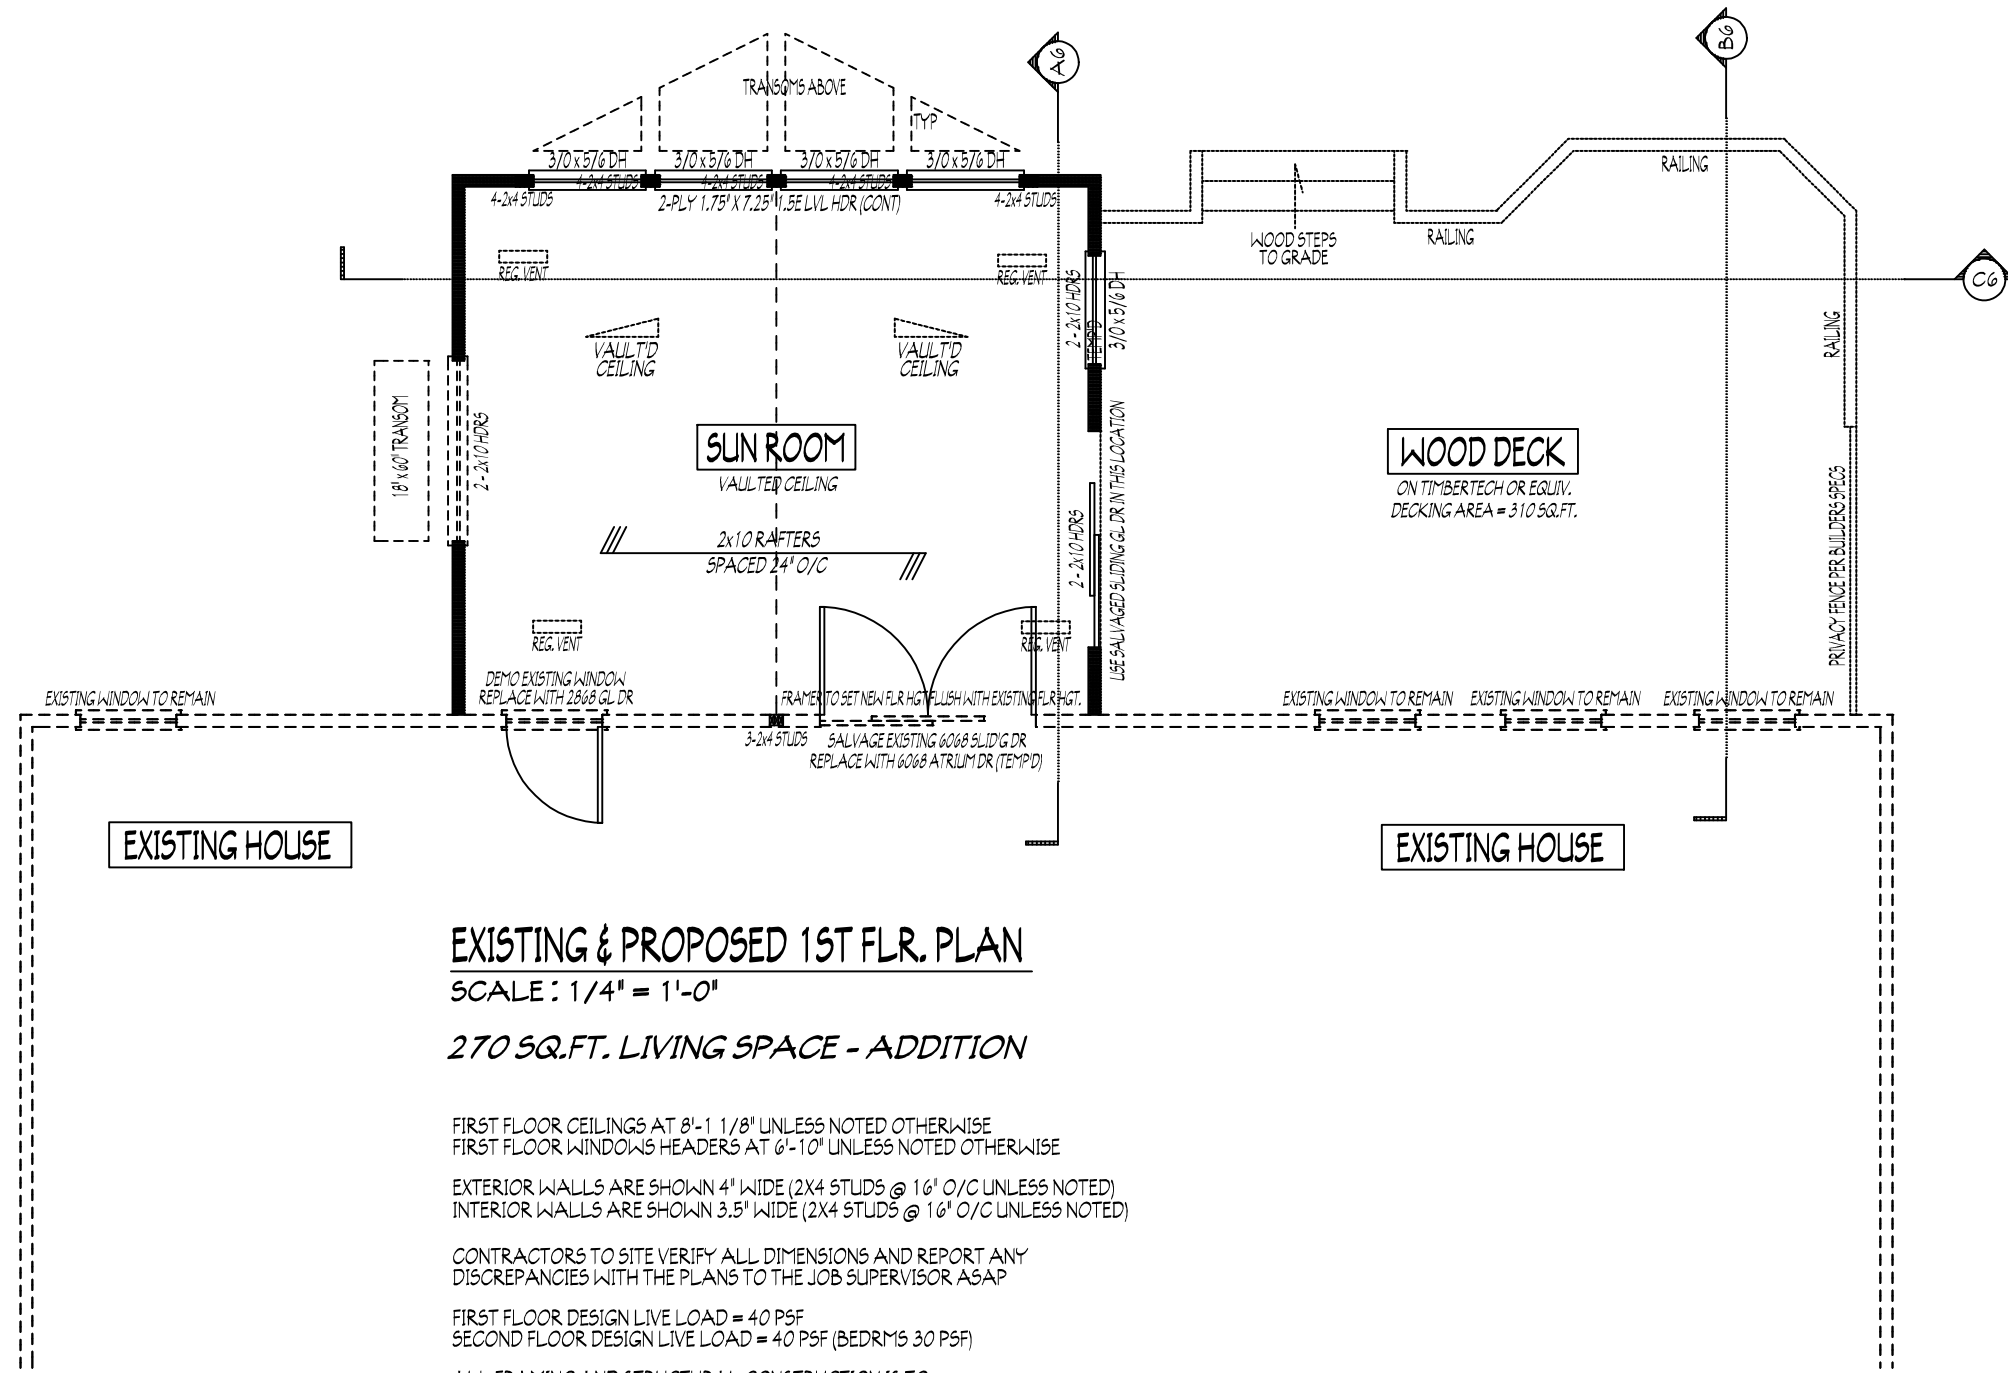 A6
B6
TRANSOMS ABOVE
TYP
3/0 x 5/6 DH
3/0 x 5/6 DH
3/0 x 5/6 DH
3/0 x 5/6 DH
4-2x4 STUDS
4-2x4 STUDS
4-2x4 STUDS
4-2x4 STUDS
2-PLY 1.75" X 7.25" 1.5E LVL HDR (CONT)
4-2x4 STUDS
RAILING
RAILING
WOOD STEPS
TO GRADE
REG. VENT
REG. VENT
C6
2 - 2x10 HDRS
TEMP'D
3/0 x 5/6 DH
RAILING
VAULT'D
CEILING
VAULT'D
CEILING
18" x 60" TRANSOM
2 - 2x10 HDRS
SUN ROOM
VAULTED CEILING
WOOD DECK
ON TIMBERTECH OR EQUIV.
DECKING AREA = 310 SQ.FT.
2x10 RAFTERS
SPACED 24" O/C
2 - 2x10 HDRS
USE SALVAGED SLIDING GL DR IN THIS LOCATION
PRIVACY FENCE PER BUILDERS SPECS
REG. VENT
REG. VENT
EXISTING WINDOW TO REMAIN
DEMO EXISTING WINDOW
REPLACE WITH 2868 GL DR
FRAMER TO SET NEW FLR HGT FLUSH WITH EXISTING FLR HGT.
EXISTING WINDOW TO REMAIN
EXISTING WINDOW TO REMAIN
EXISTING WINDOW TO REMAIN
3-2x4 STUDS
SALVAGE EXISTING 6068 SLID'G DR
REPLACE WITH 6068 ATRIUM DR (TEMP'D)
EXISTING HOUSE
EXISTING HOUSE
EXISTING & PROPOSED 1ST FLR. PLAN
SCALE : 1/4" = 1'-0"
270 SQ.FT. LIVING SPACE - ADDITION
FIRST FLOOR CEILINGS AT 8'-1 1/8" UNLESS NOTED OTHERWISE
FIRST FLOOR WINDOWS HEADERS AT 6'-10" UNLESS NOTED OTHERWISE
EXTERIOR WALLS ARE SHOWN 4" WIDE (2X4 STUDS @ 16" O/C UNLESS NOTED)
INTERIOR WALLS ARE SHOWN 3.5" WIDE (2X4 STUDS @ 16" O/C UNLESS NOTED)
CONTRACTORS TO SITE VERIFY ALL DIMENSIONS AND REPORT ANY
DISCREPANCIES WITH THE PLANS TO THE JOB SUPERVISOR ASAP
FIRST FLOOR DESIGN LIVE LOAD = 40 PSF
SECOND FLOOR DESIGN LIVE LOAD = 40 PSF (BEDRMS 30 PSF)